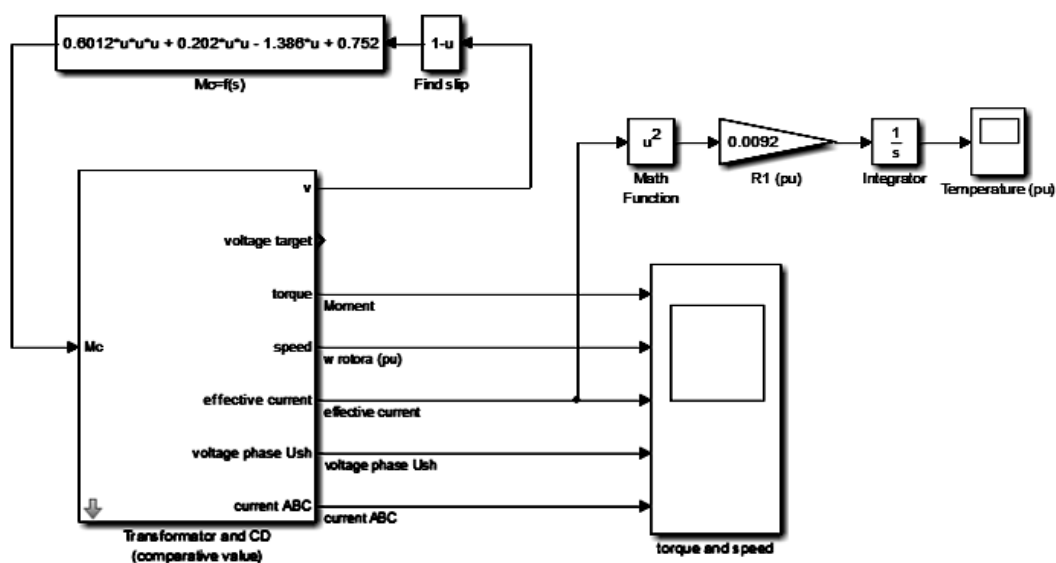 0.6012*u*u*u + 0.202*u*u - 1.386*u + 0.752
Mc=f(s)
1-u
Find slip
u²
Math
Function
0.0092
R1 (pu)
1
s
Integrator
Temperature (pu)
v
voltage target
torque
Moment
Mc
speed
w rotora (pu)
effective current
effective current
voltage phase Ush
voltage phase Ush
current ABC
current ABC
Transformator and CD
(comparative value)
torque and speed